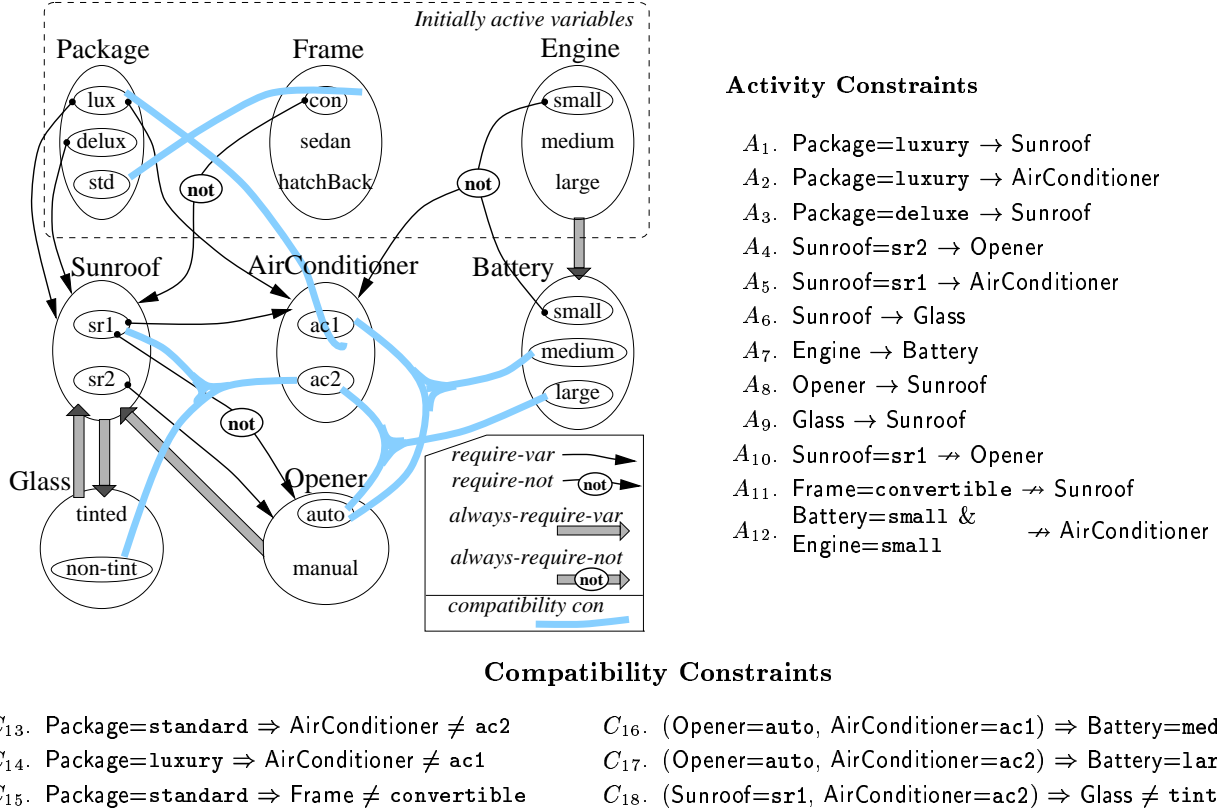 Initially active variables
Package
Frame
Engine
lux
con
small
delux
sedan
medium
std
hatchBack
large
not
not
Sunroof
AirConditioner
Battery
sr1
ac1
small
sr2
ac2
medium
large
not
Glass
Opener
tinted
auto
non-tint
manual
require-var
require-not
not
always-require-var
always-require-not
not
compatibility con
Activity Constraints
A1. Package=luxury → Sunroof
A2. Package=luxury → AirConditioner
A3. Package=deluxe → Sunroof
A4. Sunroof=sr2 → Opener
A5. Sunroof=sr1 → AirConditioner
A6. Sunroof → Glass
A7. Engine → Battery
A8. Opener → Sunroof
A9. Glass → Sunroof
A10. Sunroof=sr1 ↛ Opener
A11. Frame=convertible ↛ Sunroof
A12. Battery=small &
Engine=small ↛ AirConditioner
Compatibility Constraints
C13. Package=standard ⇒ AirConditioner ≠ ac2
C14. Package=luxury ⇒ AirConditioner ≠ ac1
C15. Package=standard ⇒ Frame ≠ convertible
C16. (Opener=auto, AirConditioner=ac1) ⇒ Battery=med
C17. (Opener=auto, AirConditioner=ac2) ⇒ Battery=lar
C18. (Sunroof=sr1, AirConditioner=ac2) ⇒ Glass ≠ tint